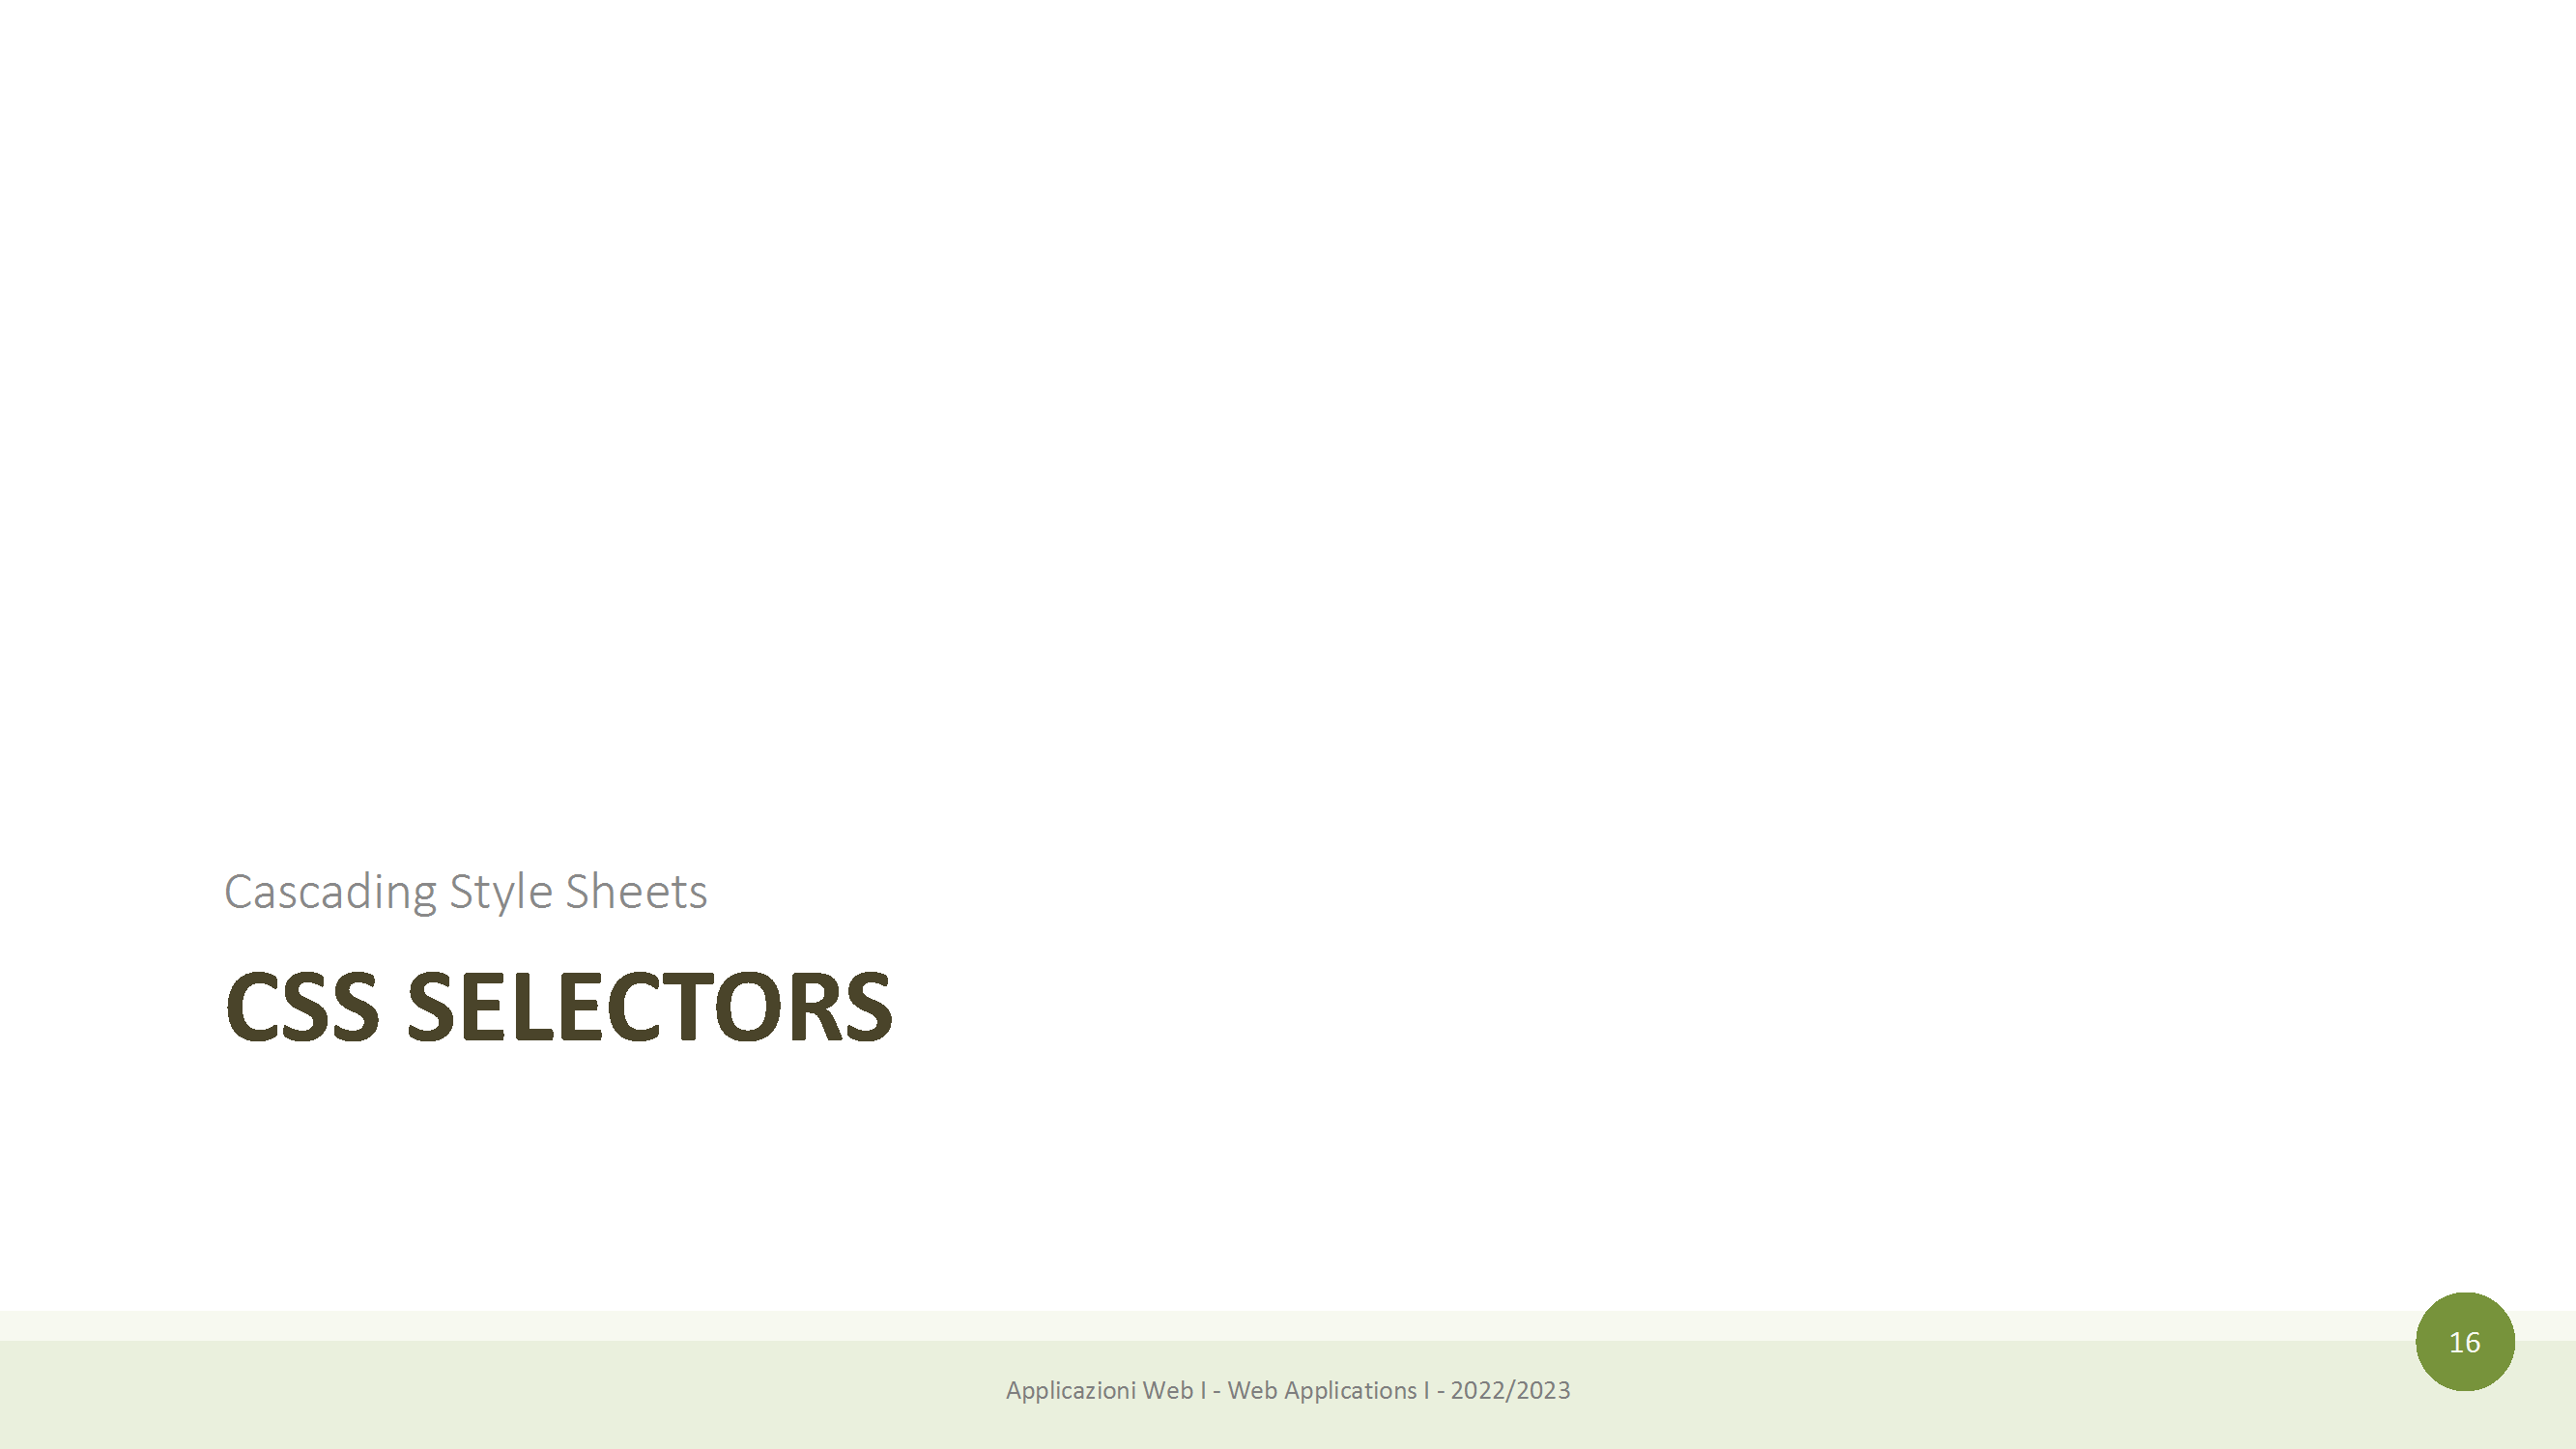 Cascading Style Sheets
CSS SELECTORS
16
Applicazioni Web I - Web Applications I - 2022/2023